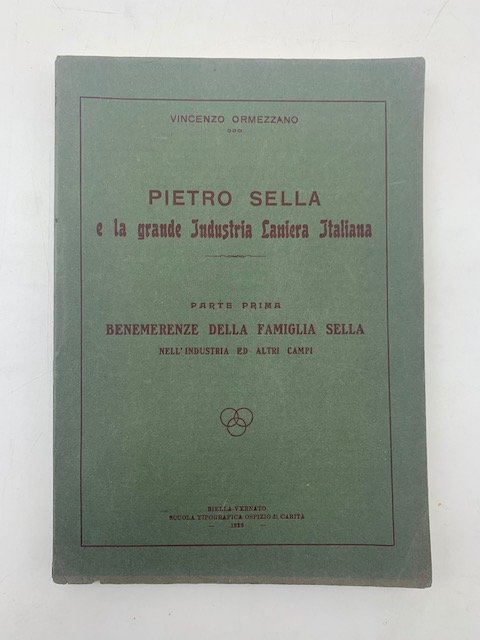 VINCENZO ORMEZZANO
PIETRO SELLA
e la grande Industria Laniera Italiana
PARTE PRIMA
BENEMERENZE DELLA FAMIGLIA SELLA
NELL'INDUSTRIA ED ALTRI CAMPI
BIELLA-VERNATO
SCUOLA TIPOGRAFICA OSPIZIO di CARITÀ